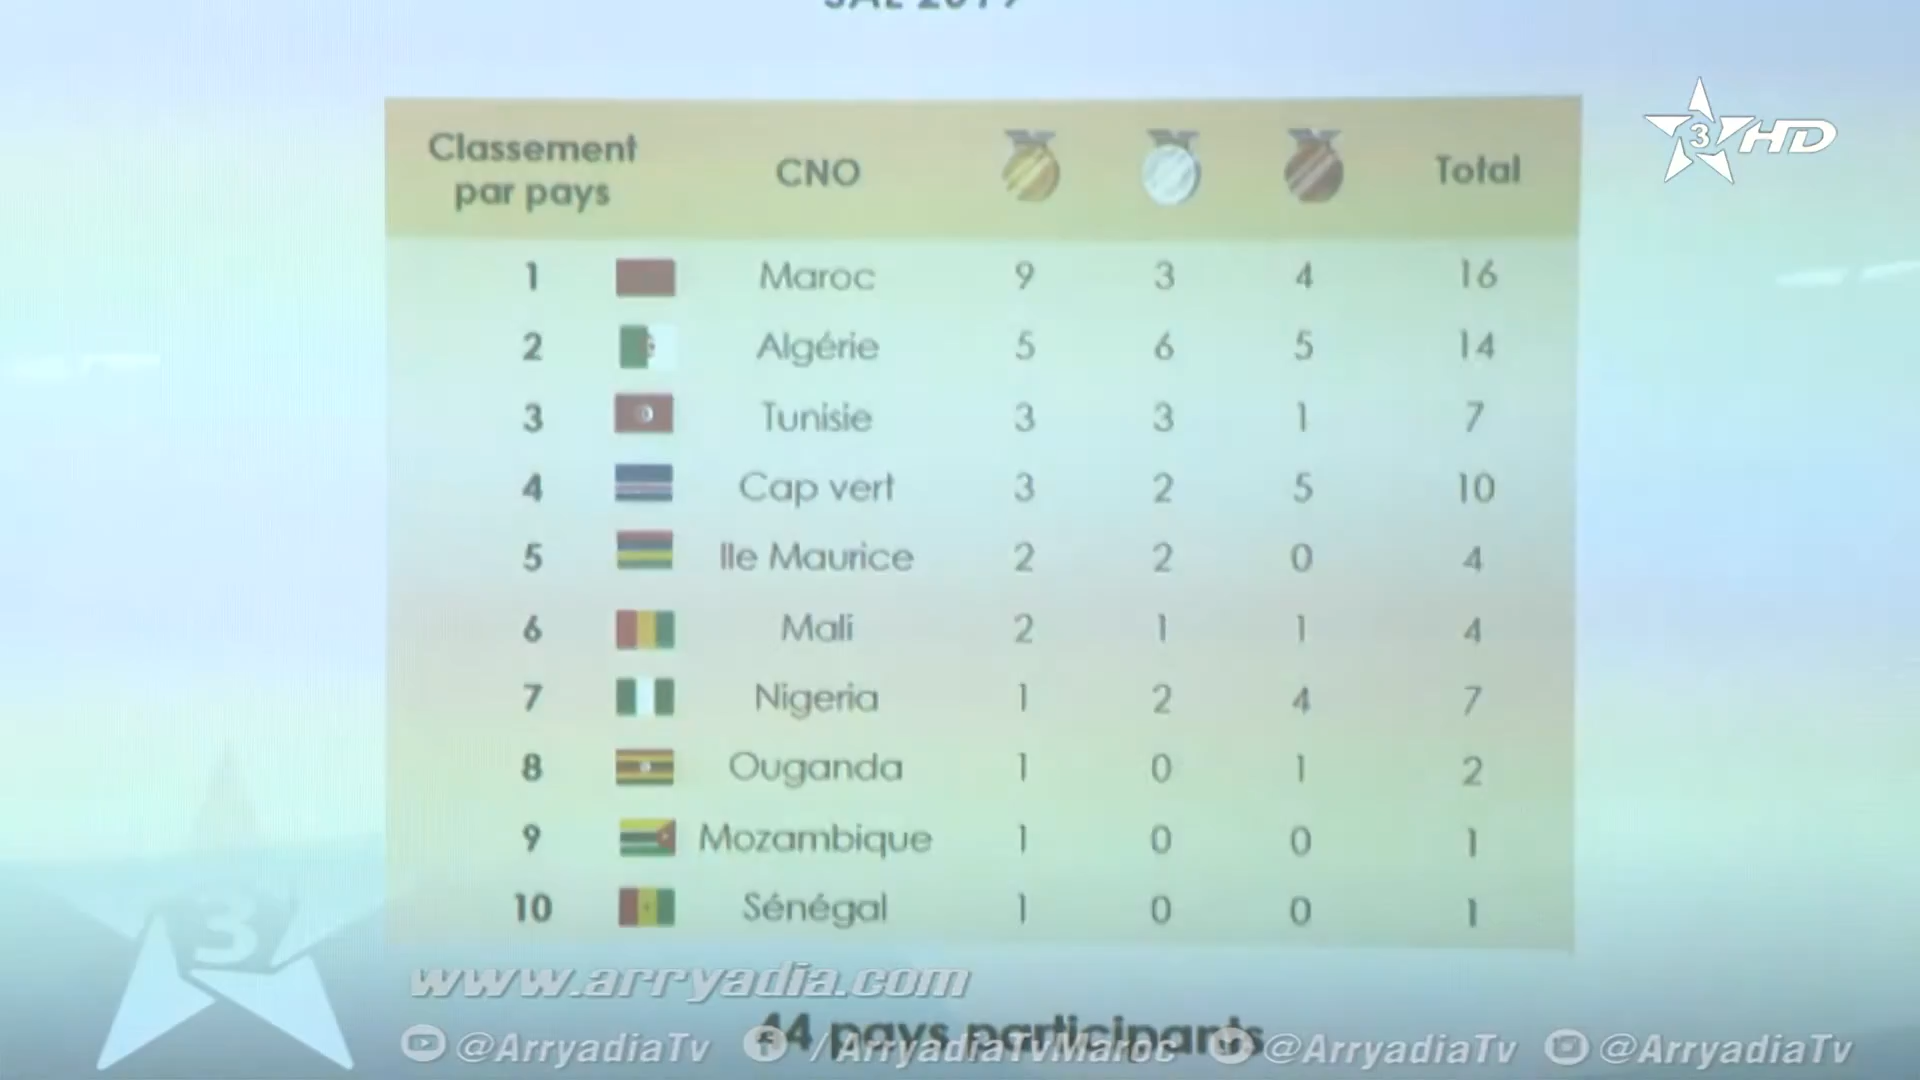 SAL 2019
Classement par pays CNO Total
1 Maroc 9 3 4 16
2 Algérie 5 6 5 14
3 Tunisie 3 3 1 7
4 Cap vert 3 2 5 10
5 Ile Maurice 2 2 0 4
6 Mali 2 1 1 4
7 Nigeria 1 2 4 7
8 Ouganda 1 0 1 2
9 Mozambique 1 0 0 1
10 Sénégal 1 0 0 1
44 pays participants
3 HD
3
www.arryadia.com
@ArryadiaTv /ArryadiaTvMaroc @ArryadiaTv @ArryadiaTv